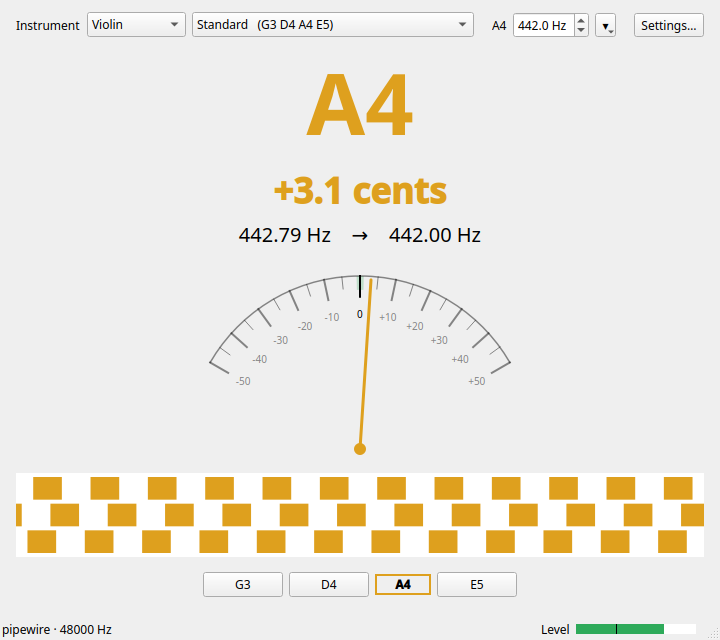 Instrument Violin Standard (G3 D4 A4 E5) A4 442.0 Hz Settings...
A4
+3.1 cents
442.79 Hz → 442.00 Hz
-50 -40 -30 -20 -10 0 +10 +20 +30 +40 +50
G3 D4 A4 E5
pipewire · 48000 Hz Level